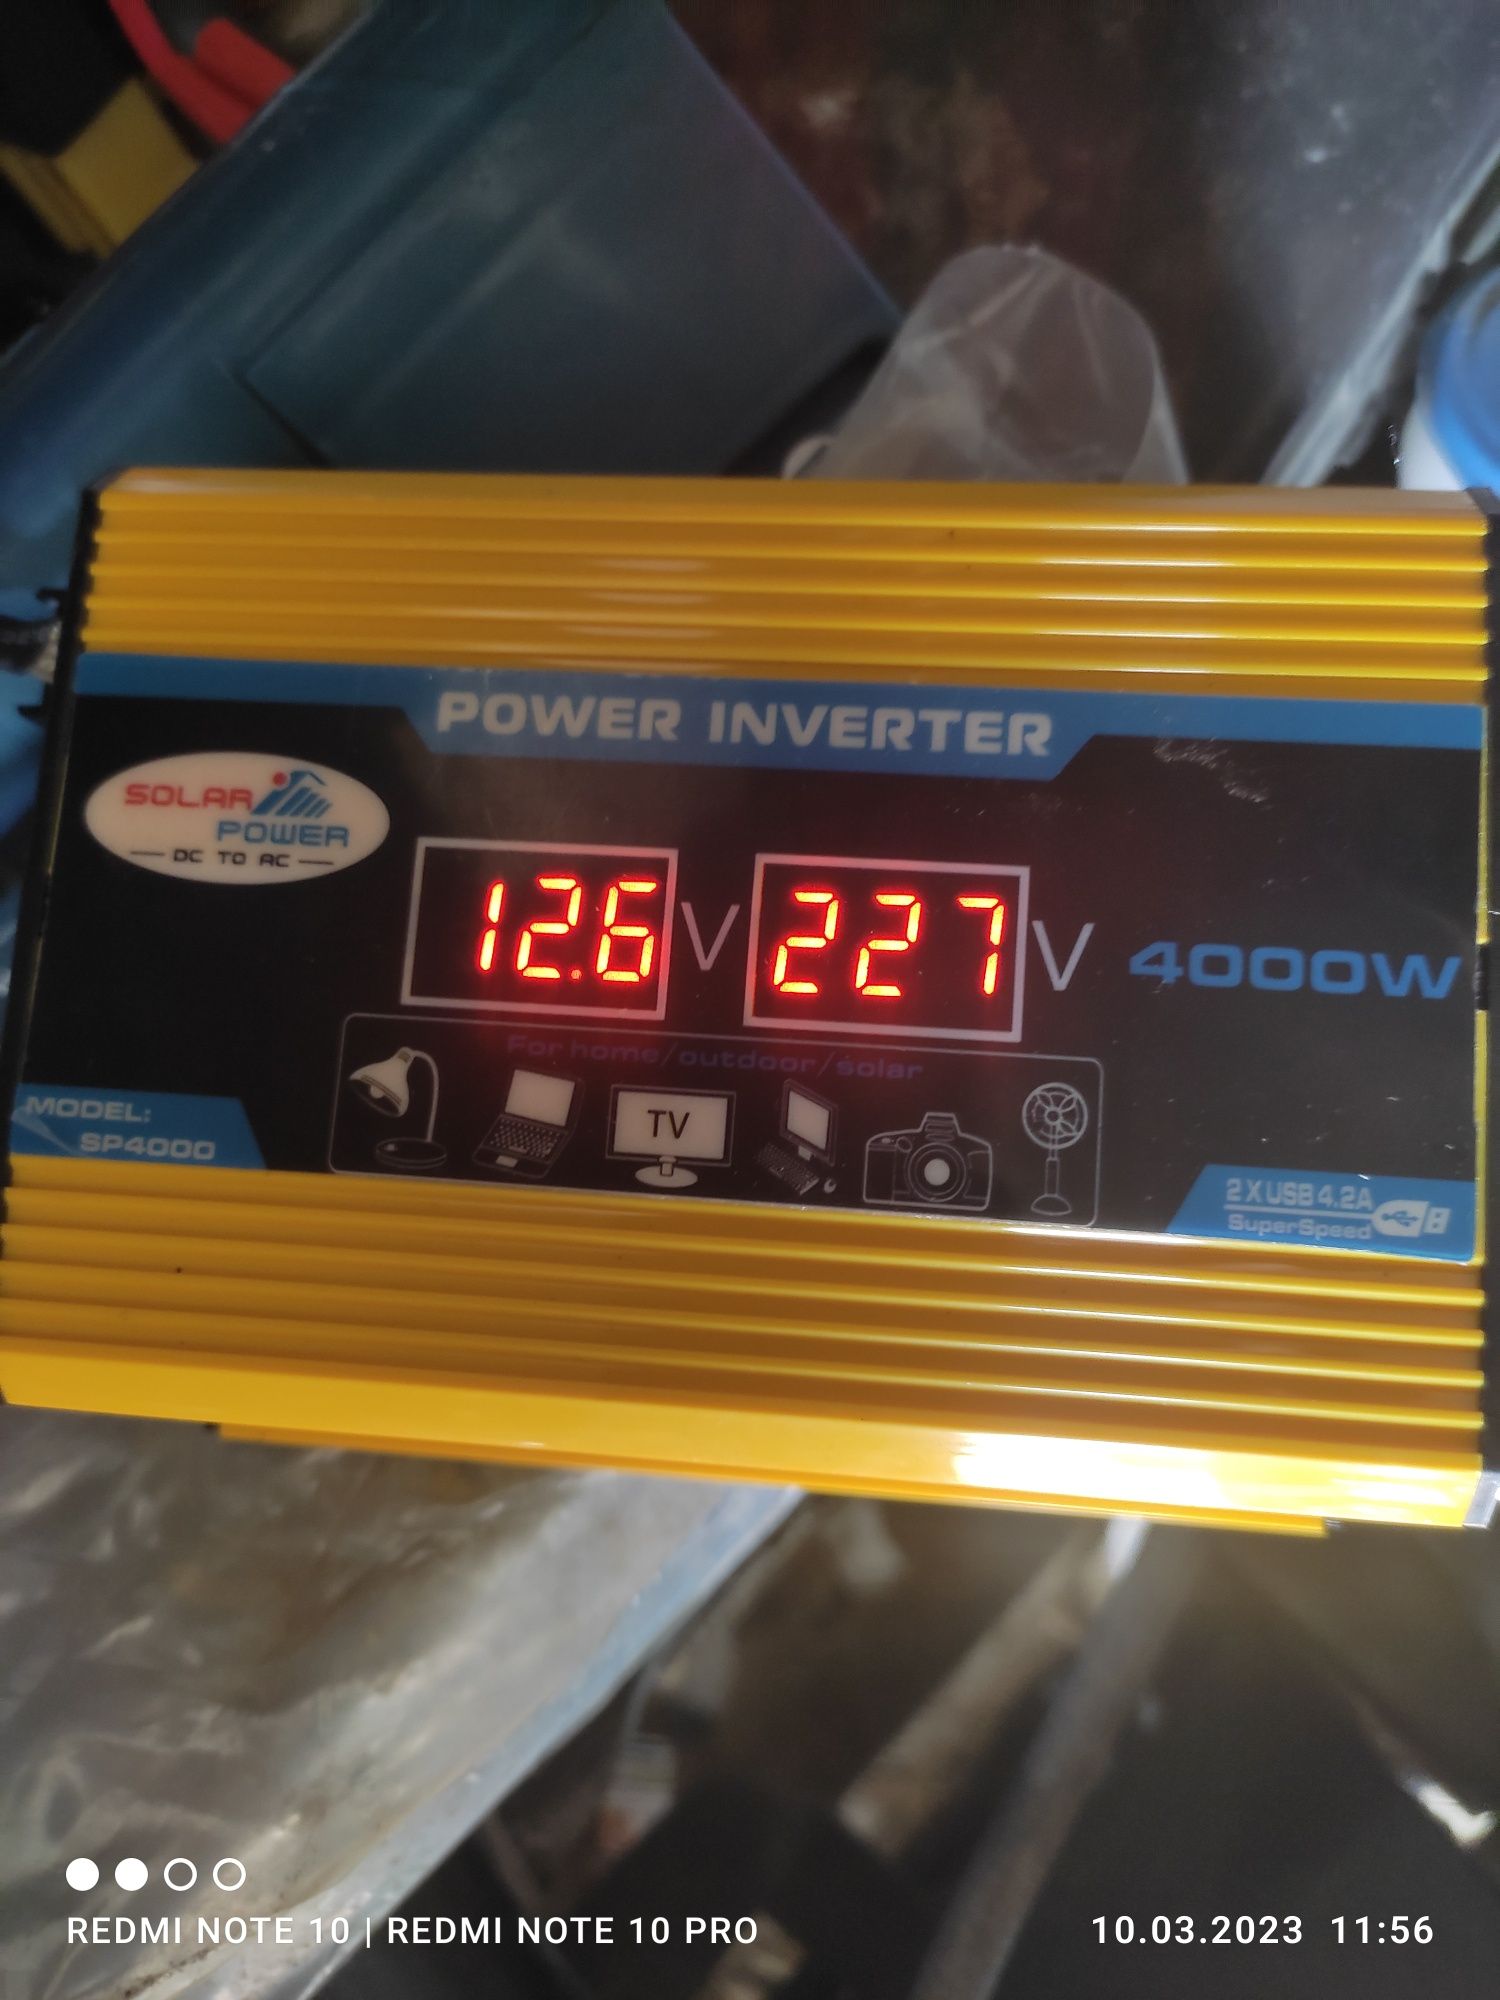 POWER INVERTER
SOLAR
POWER
DC TO AC
12.6 V 227 V 4000W
For home/outdoor/solar
TV
MODEL:
SP4000
2 X USB 4.2A
SuperSpeed
REDMI NOTE 10 | REDMI NOTE 10 PRO
10.03.2023 11:56